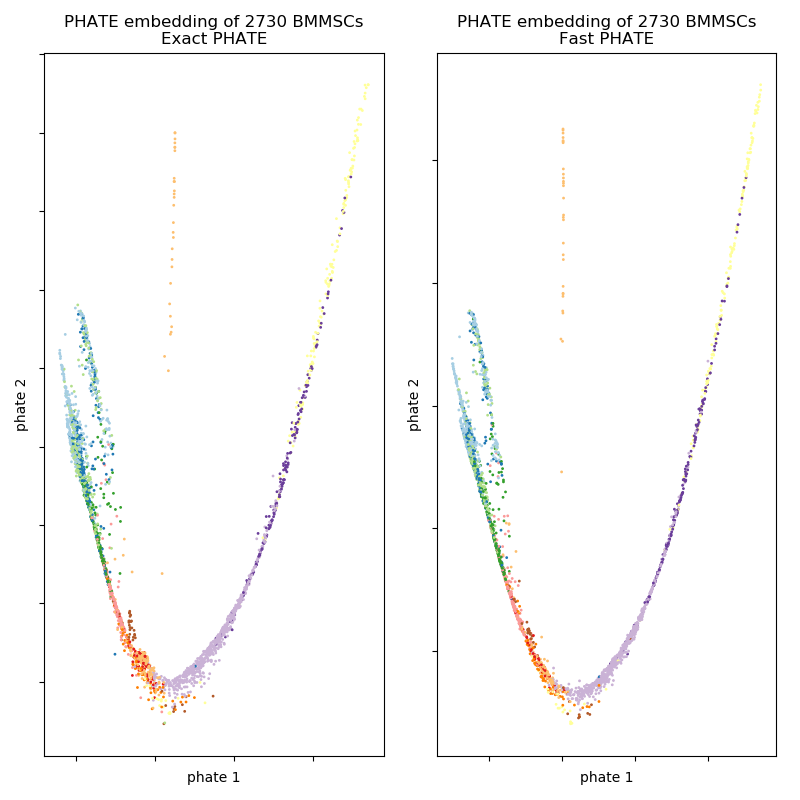 PHATE embedding of 2730 BMMSCs
Exact PHATE
phate 2
phate 1
PHATE embedding of 2730 BMMSCs
Fast PHATE
phate 2
phate 1